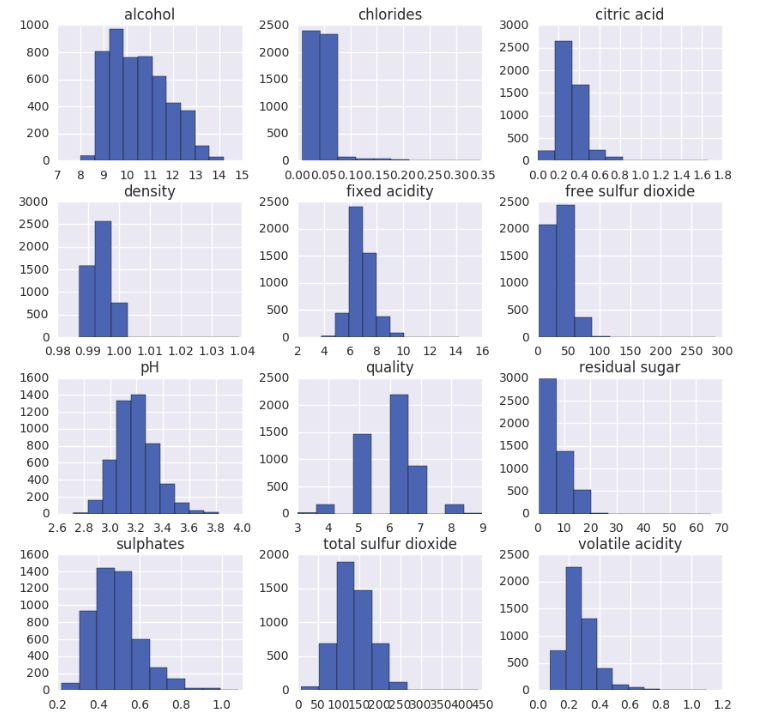 alcohol chlorides citric acid
1000 2500 3000
800 2000 2500
600 1500 2000
400 1000 1500
200 500 1000
0 0 500
0
7 8 9 10 11 12 13 14 15 0.00 0.05 0.10 0.15 0.20 0.25 0.30 0.35 0.0 0.2 0.4 0.6 0.8 1.0 1.2 1.4 1.6 1.8
density fixed acidity free sulfur dioxide
3000 2500 2500
2500 2000 2000
2000 1500 1500
1500 1000 1000
1000 500 500
500 0 0
0
0.98 0.99 1.00 1.01 1.02 1.03 1.04 2 4 6 8 10 12 14 16 0 50 100 150 200 250 300
pH quality residual sugar
1600 2500 3000
1400 2000 2500
1200 1500 2000
1000 1000 1500
800 500 1000
600 0 500
400 0
200
0
2.6 2.8 3.0 3.2 3.4 3.6 3.8 4.0 3 4 5 6 7 8 9 0 10 20 30 40 50 60 70
sulphates total sulfur dioxide volatile acidity
1600 2000 2500
1400 1500 2000
1200 1000 1500
1000 500 1000
800 0 500
600 0
400
200
0
0.2 0.4 0.6 0.8 1.0 0 50 100 150 200 250 300 350 400 450 0.0 0.2 0.4 0.6 0.8 1.0 1.2